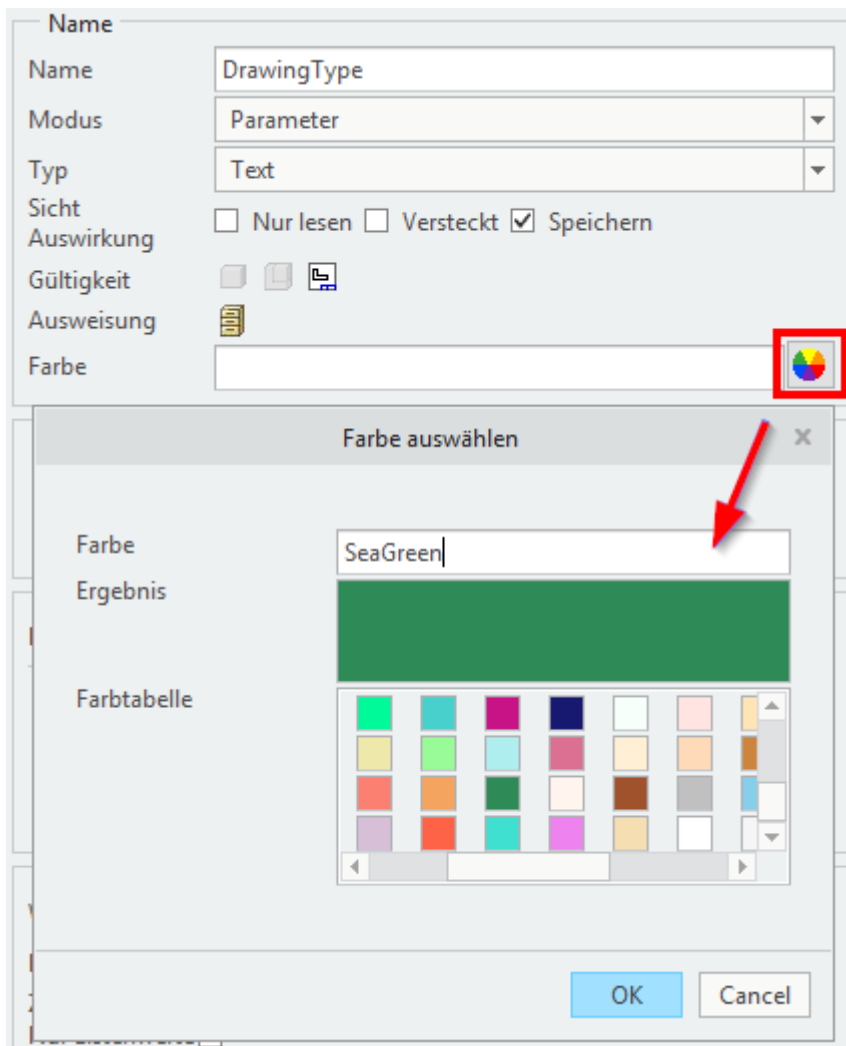 Name
Name DrawingType
Modus Parameter
Typ Text
Sicht
Auswirkung Nur lesen Versteckt Speichern
Gültigkeit
Ausweisung
Farbe
Farbe auswählen
Farbe SeaGreen
Ergebnis
Farbtabelle
OK Cancel